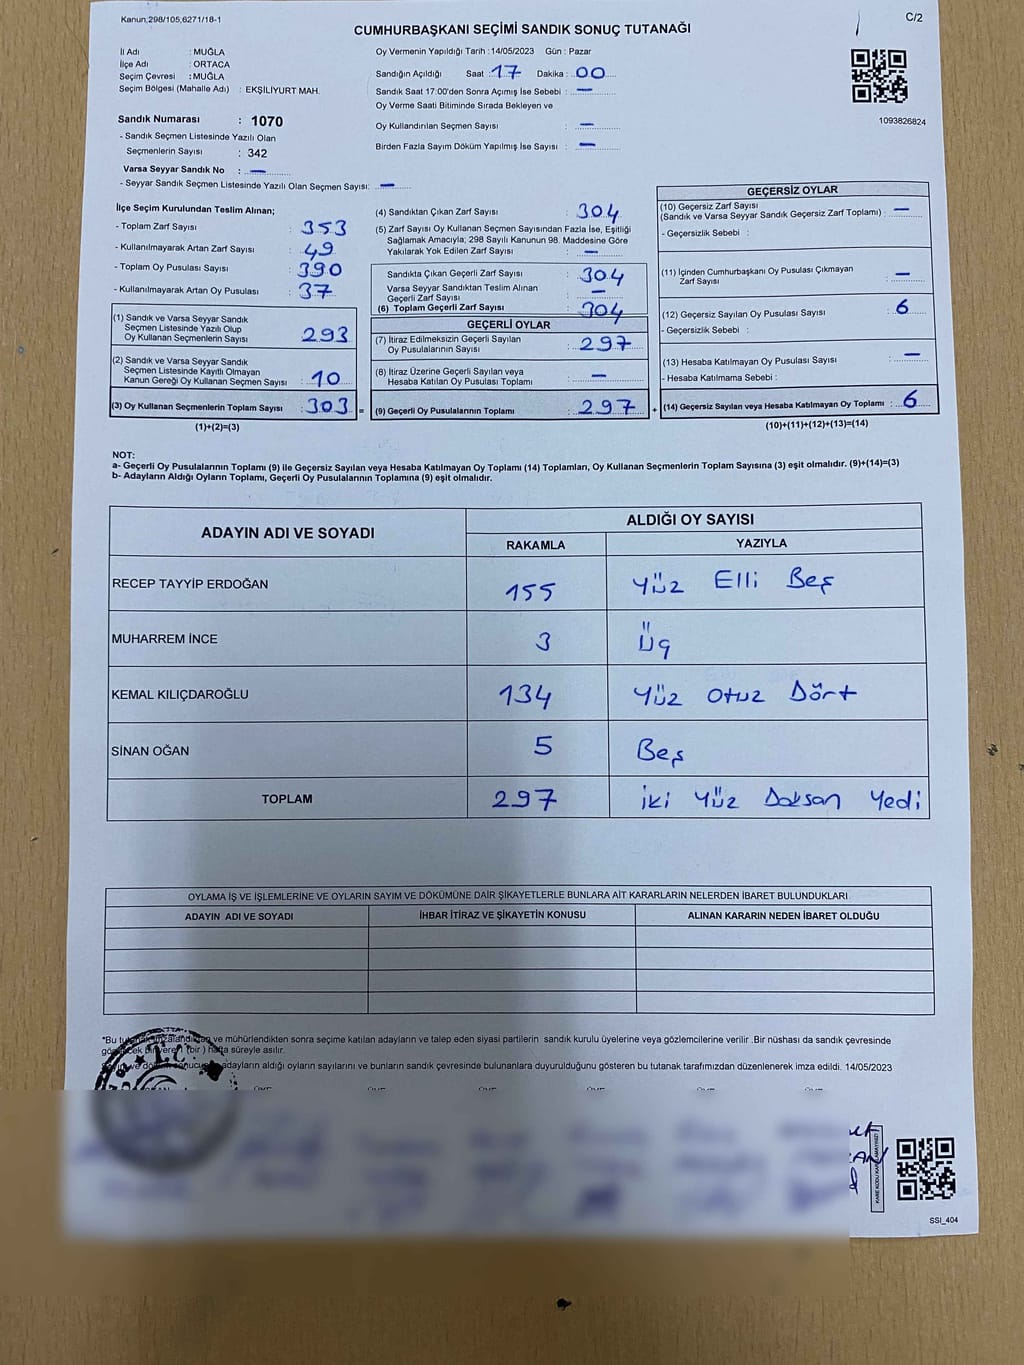 Kanun,298/105,6271/18-1
C/2
CUMHURBAŞKANI SEÇİMİ SANDIK SONUÇ TUTANAĞI
İl Adı : MUĞLA
İlçe Adı : ORTACA
Seçim Çevresi : MUĞLA
Seçim Bölgesi (Mahalle Adı) : EKŞİLİYURT MAH.
Sandık Numarası : 1070
- Sandık Seçmen Listesinde Yazılı Olan
Seçmenlerin Sayısı : 342
Varsa Seyyar Sandık No : —
- Seyyar Sandık Seçmen Listesinde Yazılı Olan Seçmen Sayısı: —
Oy Vermenin Yapıldığı Tarih : 14/05/2023 Gün : Pazar
Sandığın Açıldığı Saat : 17 Dakika : 00
Sandık Saat 17:00'den Sonra Açımış İse Sebebi : —
Oy Verme Saati Bitiminde Sırada Bekleyen ve
Oy Kullandırılan Seçmen Sayısı : —
Birden Fazla Sayım Döküm Yapılmış İse Sayısı : —
1093826824
İlçe Seçim Kurulundan Teslim Alınan;
- Toplam Zarf Sayısı : 353
- Kullanılmayarak Artan Zarf Sayısı : 49
- Toplam Oy Pusulası Sayısı : 390
- Kullanılmayarak Artan Oy Pusulası : 37
(1) Sandık ve Varsa Seyyar Sandık
Seçmen Listesinde Yazılı Olup
Oy Kullanan Seçmenlerin Sayısı : 293
(2) Sandık ve Varsa Seyyar Sandık
Seçmen Listesinde Kayıtlı Olmayan
Kanun Gereği Oy Kullanan Seçmen Sayısı : 10
(3) Oy Kullanan Seçmenlerin Toplam Sayısı : 303 =
(1)+(2)=(3)
(4) Sandıktan Çıkan Zarf Sayısı : 304
(5) Zarf Sayısı Oy Kullanan Seçmen Sayısından Fazla İse, Eşitliği
Sağlamak Amacıyla; 298 Sayılı Kanunun 98. Maddesine Göre
Yakılarak Yok Edilen Zarf Sayısı : —
Sandıkta Çıkan Geçerli Zarf Sayısı : 304
Varsa Seyyar Sandıktan Teslim Alınan
Geçerli Zarf Sayısı : —
(6) Toplam Geçerli Zarf Sayısı : 304
GEÇERLİ OYLAR
(7) İtiraz Edilmeksizin Geçerli Sayılan
Oy Pusulalarının Sayısı : 297
(8) İtiraz Üzerine Geçerli Sayılan veya
Hesaba Katılan Oy Pusulası Toplamı : —
(9) Geçerli Oy Pusulalarının Toplamı : 297 +
GEÇERSİZ OYLAR
(10) Geçersiz Zarf Sayısı
(Sandık ve Varsa Seyyar Sandık Geçersiz Zarf Toplamı) : —
- Geçersizlik Sebebi :
(11) İçinden Cumhurbaşkanı Oy Pusulası Çıkmayan
Zarf Sayısı : —
(12) Geçersiz Sayılan Oy Pusulası Sayısı : 6
- Geçersizlik Sebebi :
(13) Hesaba Katılmayan Oy Pusulası Sayısı : —
- Hesaba Katılmama Sebebi :
(14) Geçersiz Sayılan veya Hesaba Katılmayan Oy Toplamı : 6
(10)+(11)+(12)+(13)=(14)
NOT:
a- Geçerli Oy Pusulalarının Toplamı (9) ile Geçersiz Sayılan veya Hesaba Katılmayan Oy Toplamı (14) Toplamları, Oy Kullanan Seçmenlerin Toplam Sayısına (3) eşit olmalıdır. (9)+(14)=(3)
b- Adayların Aldığı Oyların Toplamı, Geçerli Oy Pusulalarının Toplamına (9) eşit olmalıdır.
ADAYIN ADI VE SOYADI ALDIĞI OY SAYISI
RAKAMLA YAZIYLA
RECEP TAYYİP ERDOĞAN 155 Yüz Elli Beş
MUHARREM İNCE 3 Üç
KEMAL KILIÇDAROĞLU 134 Yüz Otuz Dört
SİNAN OĞAN 5 Beş
TOPLAM 297 İki Yüz Doksan Yedi
OYLAMA İŞ VE İŞLEMLERİNE VE OYLARIN SAYIM VE DÖKÜMÜNE DAİR ŞİKAYETLERLE BUNLARA AİT KARARLARIN NELERDEN İBARET BULUNDUKLARI
ADAYIN ADI VE SOYADI İHBAR İTİRAZ VE ŞİKAYETİN KONUSU ALINAN KARARIN NEDEN İBARET OLDUĞU
*Bu ve mühürlendikten sonra seçime katılan adayların ve talep eden siyasi partilerin sandık kurulu üyelerine veya gözlemcilerine verilir .Bir nüshası da sandık çevresinde
(bir ) hafta süreyle asılır.
adayların aldığı oyların sayılarını ve bunların sandık çevresinde bulunanlara duyurulduğunu gösteren bu tutanak tarafımızdan düzenlenerek imza edildi. 14/05/2023
T.C.
SSI_404